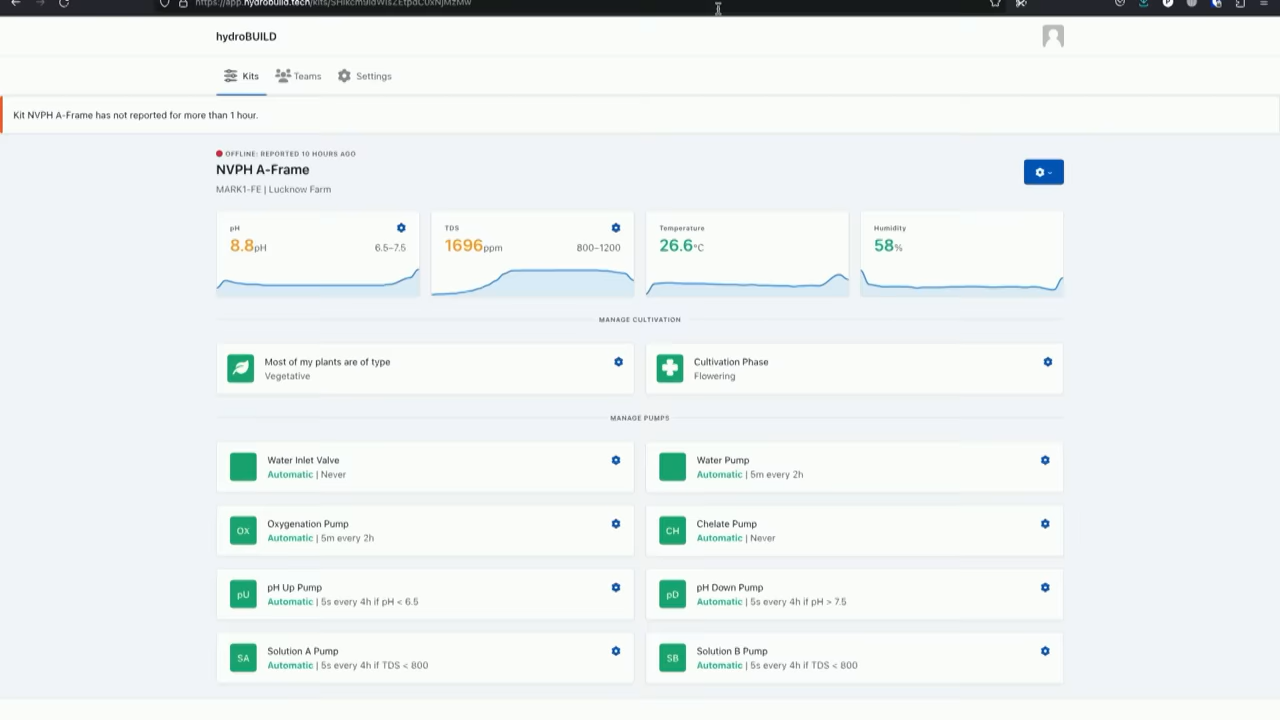 hydroBUILD
Kits Teams Settings
Kit NVPH A-Frame has not reported for more than 1 hour.
OFFLINE: REPORTED 10 HOURS AGO
NVPH A-Frame
MARK1-FE | Lucknow Farm
pH
8.8pH 6.5–7.5
TDS
1696ppm 800–1200
Temperature
26.6°C
Humidity
58%
MANAGE CULTIVATION
Most of my plants are of type
Vegetative
Cultivation Phase
Flowering
MANAGE PUMPS
Water Inlet Valve
Automatic | Never
Water Pump
Automatic | 5m every 2h
OX
Oxygenation Pump
Automatic | 5m every 2h
CH
Chelate Pump
Automatic | Never
pU
pH Up Pump
Automatic | 5s every 4h if pH < 6.5
pD
pH Down Pump
Automatic | 5s every 4h if pH > 7.5
SA
Solution A Pump
Automatic | 5s every 4h if TDS < 800
SB
Solution B Pump
Automatic | 5s every 4h if TDS < 800